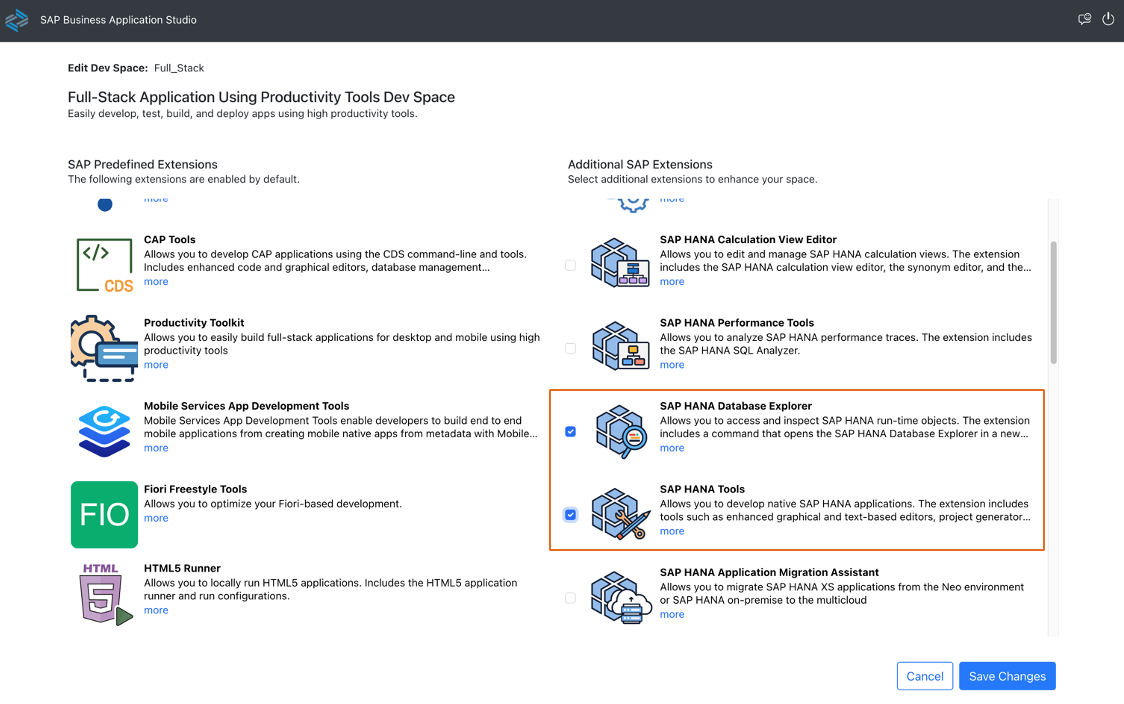 SAP Business Application Studio
Edit Dev Space: Full_Stack
Full-Stack Application Using Productivity Tools Dev Space
Easily develop, test, build, and deploy apps using high productivity tools.
SAP Predefined Extensions
The following extensions are enabled by default.
more
CAP Tools
Allows you to develop CAP applications using the CDS command-line and tools.
Includes enhanced code and graphical editors, database management...
more
</>
CDS
Productivity Toolkit
Allows you to easily build full-stack applications for desktop and mobile using high
productivity tools
more
Mobile Services App Development Tools
Mobile Services App Development Tools enable developers to build end to end
mobile applications from creating mobile native apps from metadata with Mobile...
more
Fiori Freestyle Tools
Allows you to optimize your Fiori-based development.
more
FIO
HTML5 Runner
Allows you to locally run HTML5 applications. Includes the HTML5 application
runner and run configurations.
more
HTML
5
Additional SAP Extensions
Select additional extensions to enhance your space.
more
SAP HANA Calculation View Editor
Allows you to edit and manage SAP HANA calculation views. The extension
includes the SAP HANA calculation view editor, the synonym editor, and the...
more
SAP HANA Performance Tools
Allows you to analyze SAP HANA performance traces. The extension includes
the SAP HANA SQL Analyzer.
more
SAP HANA Database Explorer
Allows you to access and inspect SAP HANA run-time objects. The extension
includes a command that opens the SAP HANA Database Explorer in a new...
more
SAP HANA Tools
Allows you to develop native SAP HANA applications. The extension includes
tools such as enhanced graphical and text-based editors, project generator...
more
SAP HANA Application Migration Assistant
Allows you to migrate SAP HANA XS applications from the Neo environment
or SAP HANA on-premise to the multicloud
more
Cancel
Save Changes